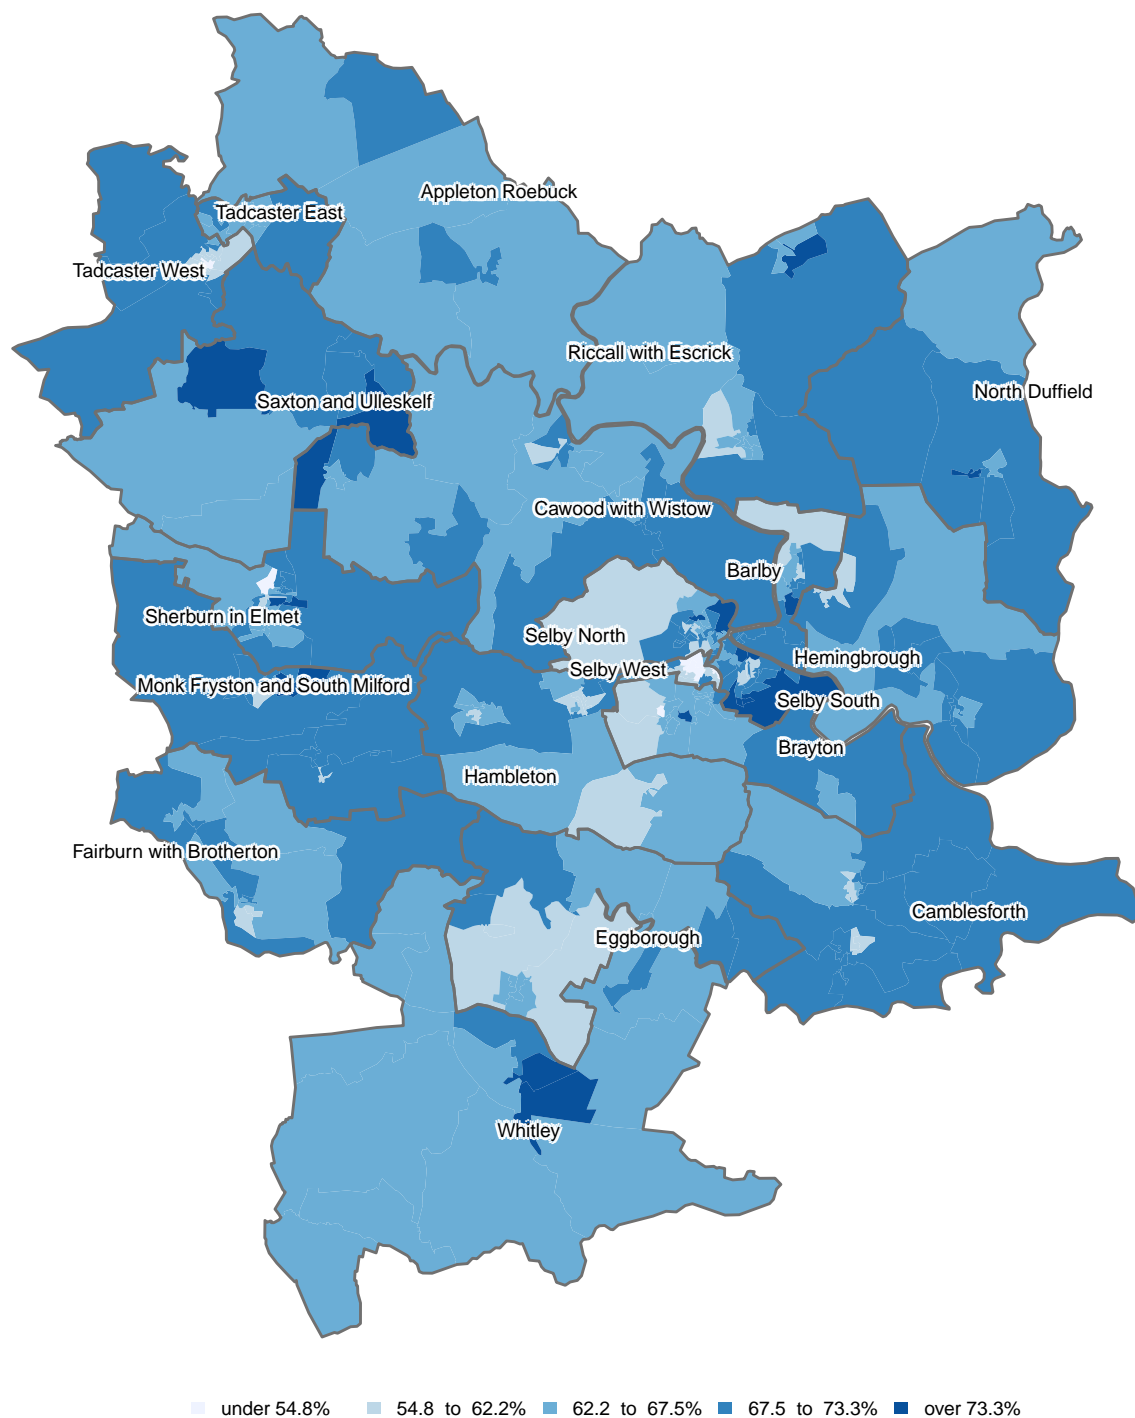 Appleton Roebuck
Tadcaster East
Tadcaster West
Riccall with Escrick
North Duffield
Saxton and Ulleskelf
Cawood with Wistow
Barlby
Sherburn in Elmet
Selby North
Hemingbrough
Selby West
Monk Fryston and South Milford
Selby South
Brayton
Hambleton
Fairburn with Brotherton
Camblesforth
Eggborough
Whitley
under 54.8% 54.8 to 62.2% 62.2 to 67.5% 67.5 to 73.3% over 73.3%